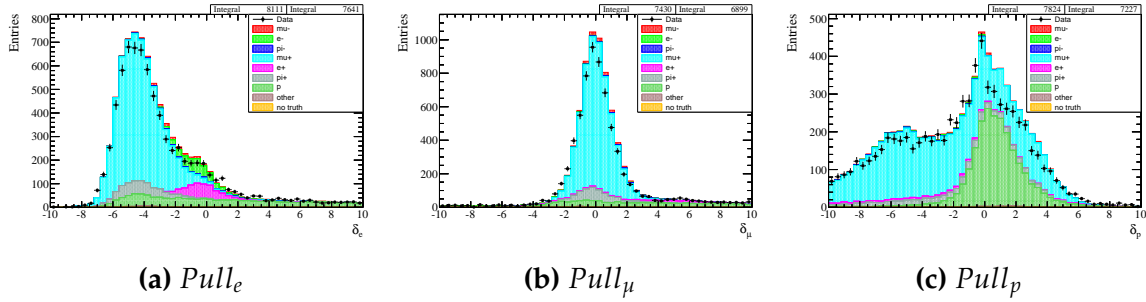 Integral 8111 Integral 7641
Entries
Data
mu-
e-
pi-
mu+
e+
pi+
p
other
no truth
800
700
600
500
400
300
200
100
0
-10 -8 -6 -4 -2 0 2 4 6 8 10
δe
(a) Pulle
Integral 7430 Integral 6899
Entries
Data
mu-
e-
pi-
mu+
e+
pi+
p
other
no truth
1000
800
600
400
200
0
-10 -8 -6 -4 -2 0 2 4 6 8 10
δμ
(b) Pullμ
Integral 7824 Integral 7227
Entries
Data
mu-
e-
pi-
mu+
e+
pi+
p
other
no truth
500
400
300
200
100
0
-10 -8 -6 -4 -2 0 2 4 6 8 10
δp
(c) Pullp